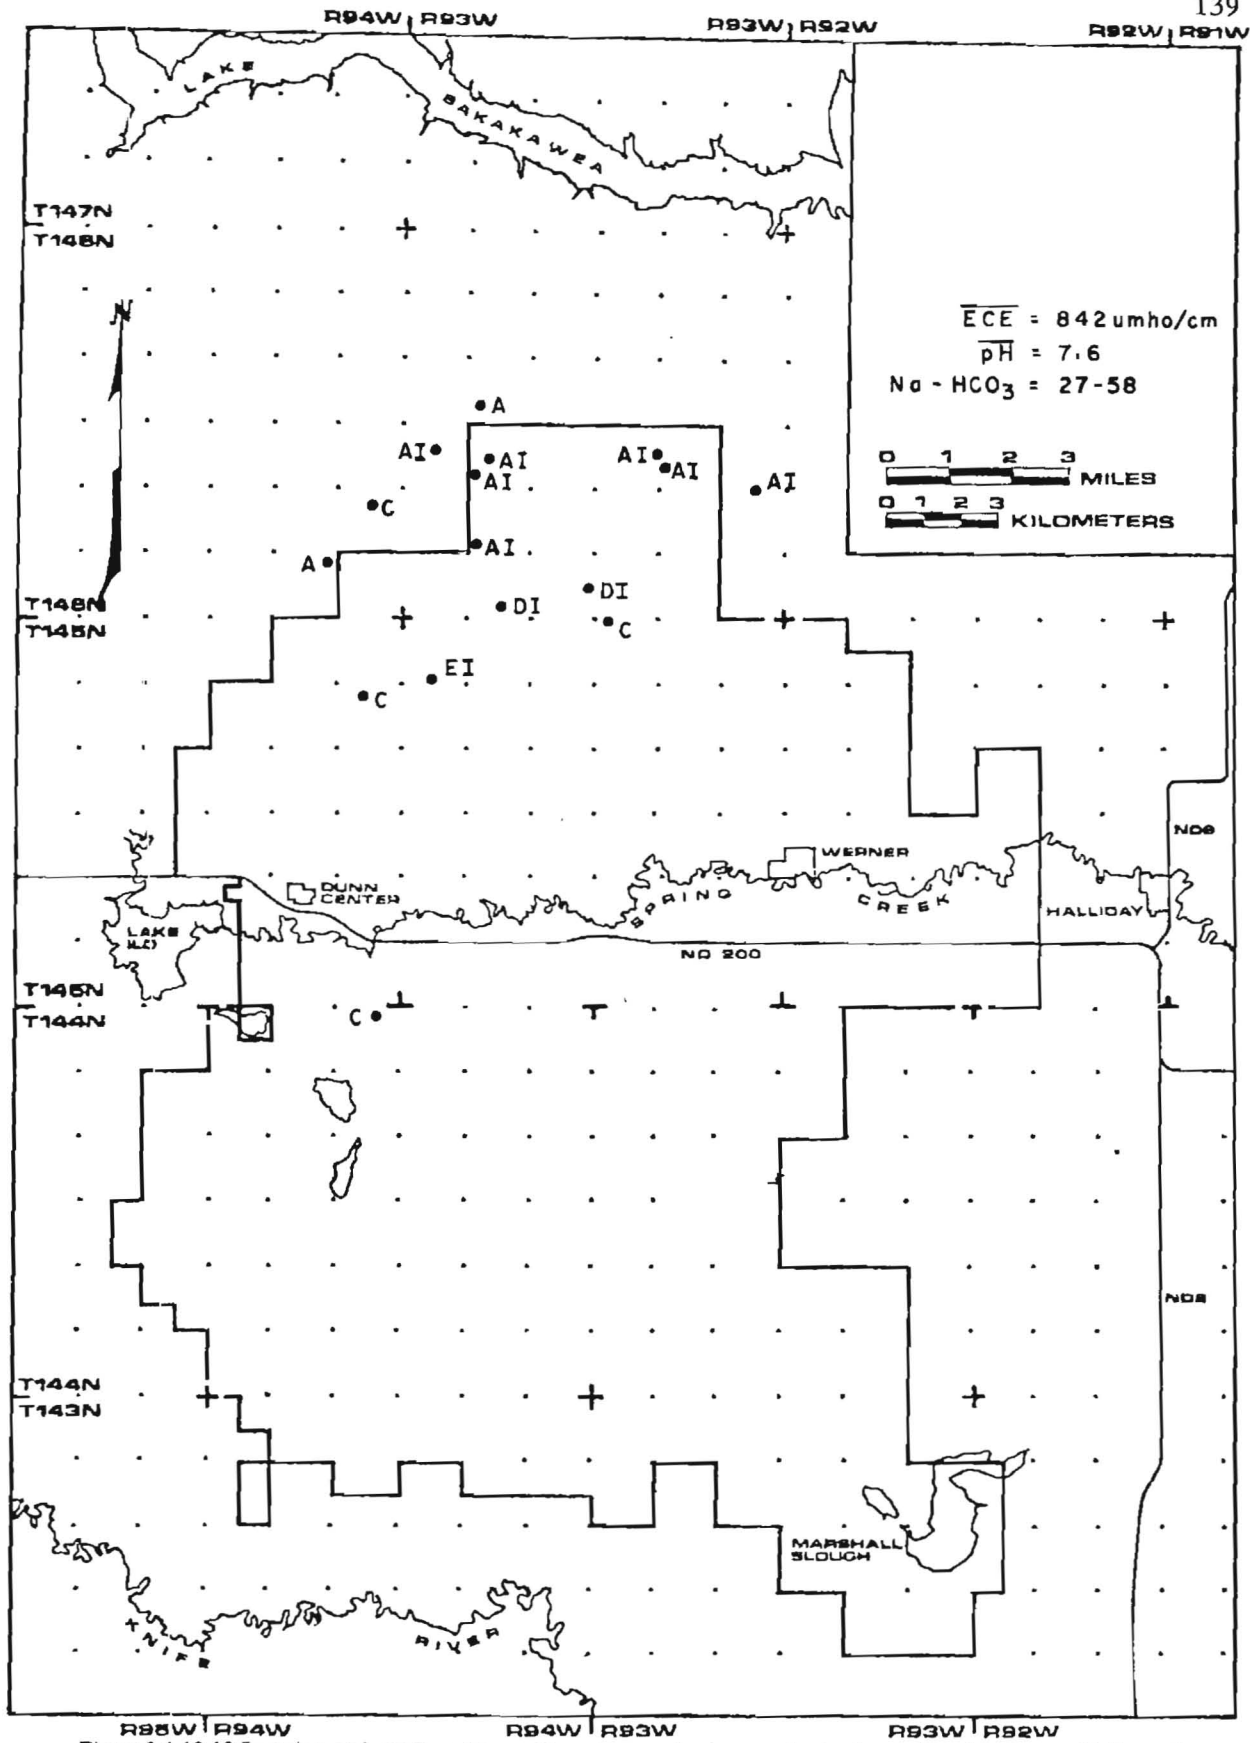 139
R94W R93W
R93W R92W
R92W R91W
LAKE
SAKAKAWEA
T147N
T146N
N
ECE = 842 umho/cm
pH = 7.6
Na - HCO3 = 27-58
0 1 2 3
MILES
0 1 2 3
KILOMETERS
A
AI
AI
AI
AI
AI
AI
C
AI
A
DI
DI
C
EI
C
T146N
T145N
ND8
WERNER
DUNN
CENTER
SPRING
CREEK
HALLIDAY
LAKE
ILO
ND 200
T145N
T144N
C
ND8
T144N
T143N
MARSHALL
SLOUGH
KNIFE
RIVER
R95W R94W
R94W R93W
R93W R92W